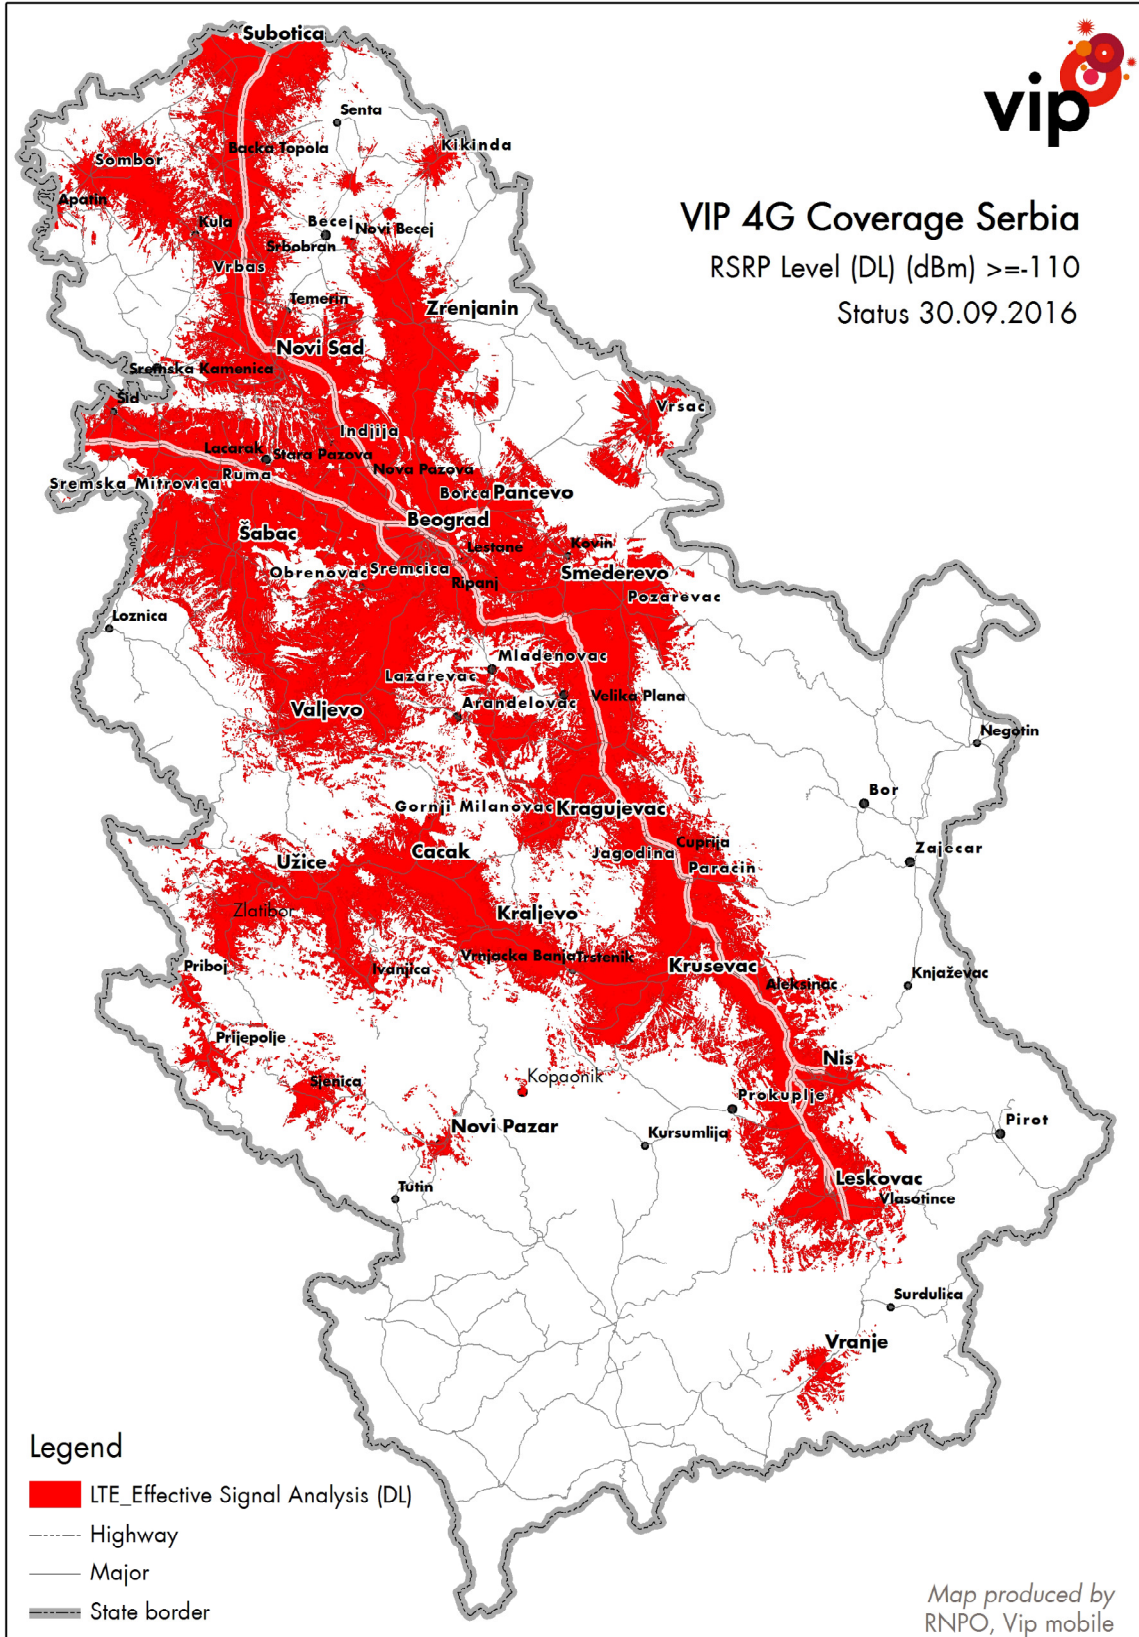 vip
VIP 4G Coverage Serbia
RSRP Level (DL) (dBm) >=-110
Status 30.09.2016
Subotica
Senta
Backa Topola
Kikinda
Sombor
Apatin
Kula
Becej
Novi Becej
Srbobran
Vrbas
Temerin
Zrenjanin
Novi Sad
Sremska Kamenica
Šid
Vrsac
Indjija
Lacarak
Stara Pazova
Nova Pazova
Ruma
Sremska Mitrovica
Borca
Pancevo
Beograd
Šabac
Lestane
Kovin
Obrenovac
Sremcica
Ripanj
Smederevo
Pozarevac
Loznica
Mladenovac
Lazarevac
Arandelovac
Velika Plana
Valjevo
Negotin
Bor
Gornji Milanovac
Kragujevac
Cuprija
Zajecar
Jagodina
Cacak
Užice
Paracin
Zlatibor
Kraljevo
Vrnjacka Banja
Trstenik
Krusevac
Priboj
Ivanjica
Aleksinac
Knjaževac
Prijepolje
Nis
Sjenica
Kopaonik
Prokuplje
Novi Pazar
Kursumlija
Pirot
Leskovac
Tutin
Vlasotince
Surdulica
Vranje
Legend
LTE_Effective Signal Analysis (DL)
Highway
Major
State border
Map produced by
RNPO, Vip mobile